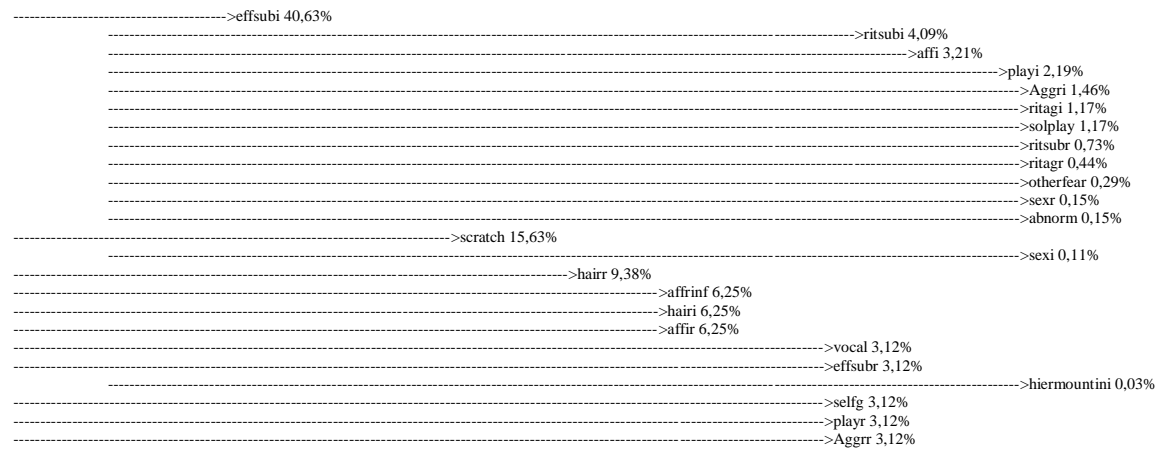 >effsubi 40,63%
>ritsubi 4,09%
>affi 3,21%
>playi 2,19%
>Aggri 1,46%
>ritagi 1,17%
>solplay 1,17%
>ritsubr 0,73%
>ritagr 0,44%
>otherfear 0,29%
>sexr 0,15%
>abnorm 0,15%
>scratch 15,63%
>sexi 0,11%
>hairr 9,38%
>affrinf 6,25%
>hairi 6,25%
>affir 6,25%
>vocal 3,12%
>effsubr 3,12%
>hiermountini 0,03%
>selfg 3,12%
>playr 3,12%
>Aggrr 3,12%